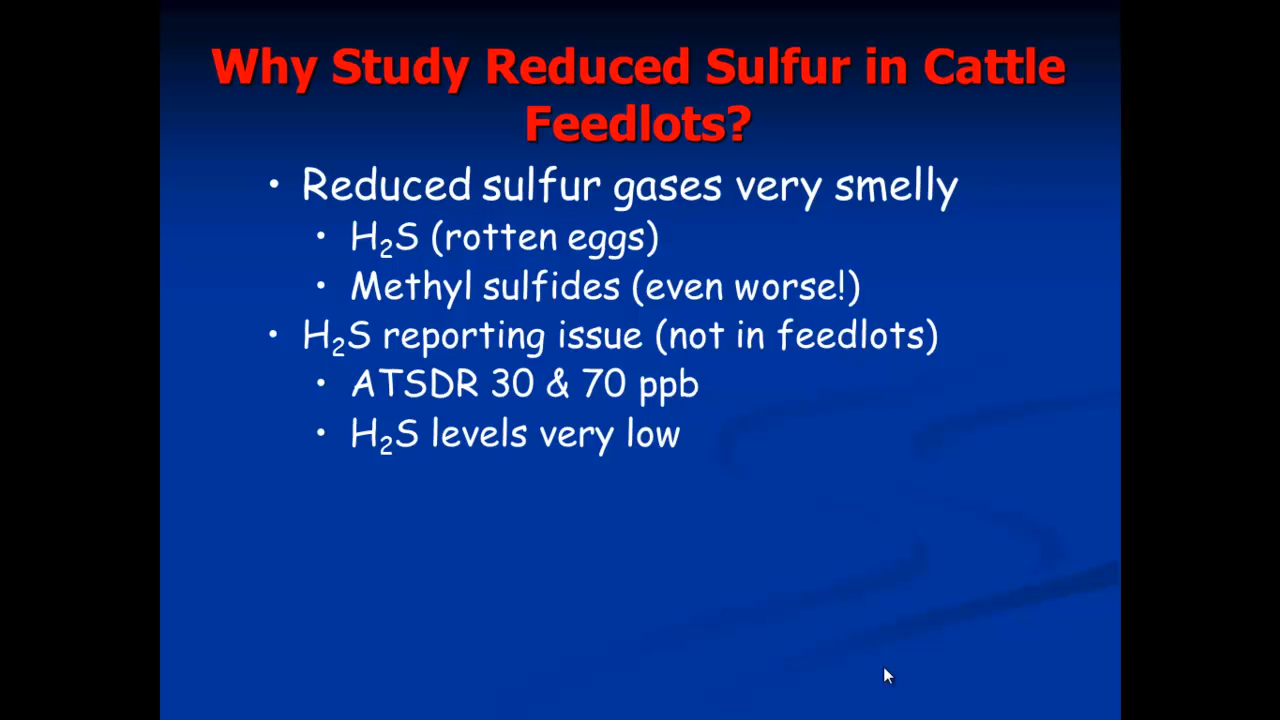 Why Study Reduced Sulfur in Cattle
Feedlots?
• Reduced sulfur gases very smelly
• H₂S (rotten eggs)
• Methyl sulfides (even worse!)
• H₂S reporting issue (not in feedlots)
• ATSDR 30 & 70 ppb
• H₂S levels very low